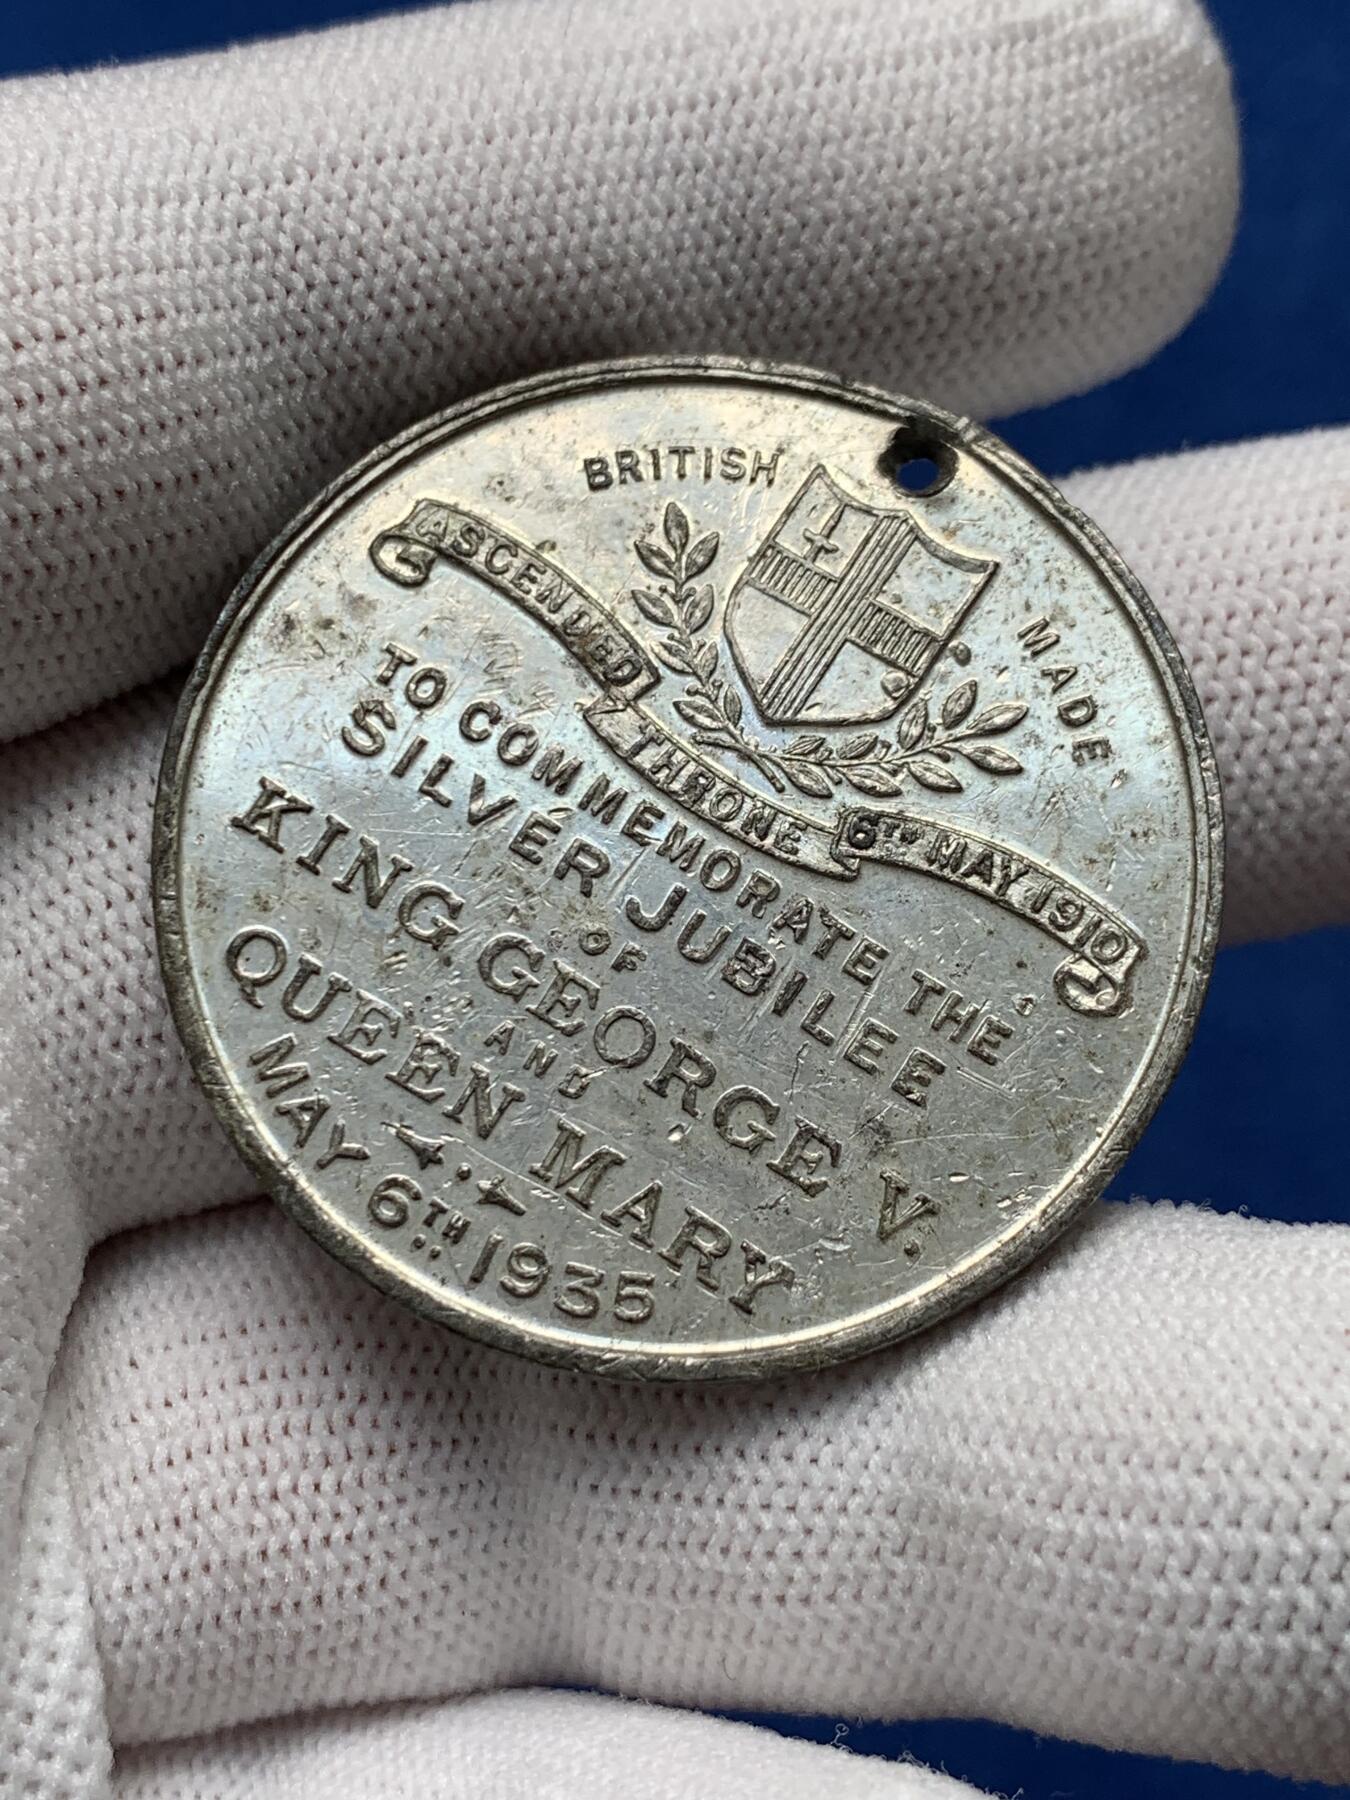 BRITISH MADE
ASCENDED THRONE 6TH MAY 1910
TO COMMEMORATE THE
SILVER JUBILEE
OF
KING GEORGE V.
AND
QUEEN MARY
MAY 6TH 1935